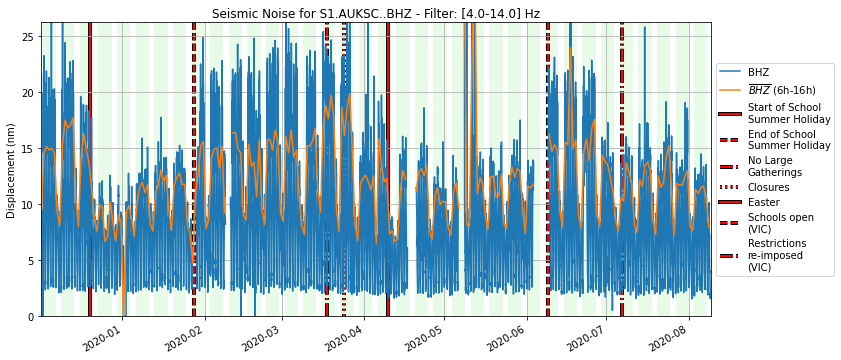 Seismic Noise for S1.AUKSC..BHZ - Filter: [4.0-14.0] Hz
Displacement (nm)
25
20
15
10
5
0
2020-01
2020-02
2020-03
2020-04
2020-05
2020-06
2020-07
2020-08
BHZ
BHZ (6h-16h)
Start of School
Summer Holiday
End of School
Summer Holiday
No Large
Gatherings
Closures
Easter
Schools open
(VIC)
Restrictions
re-imposed
(VIC)